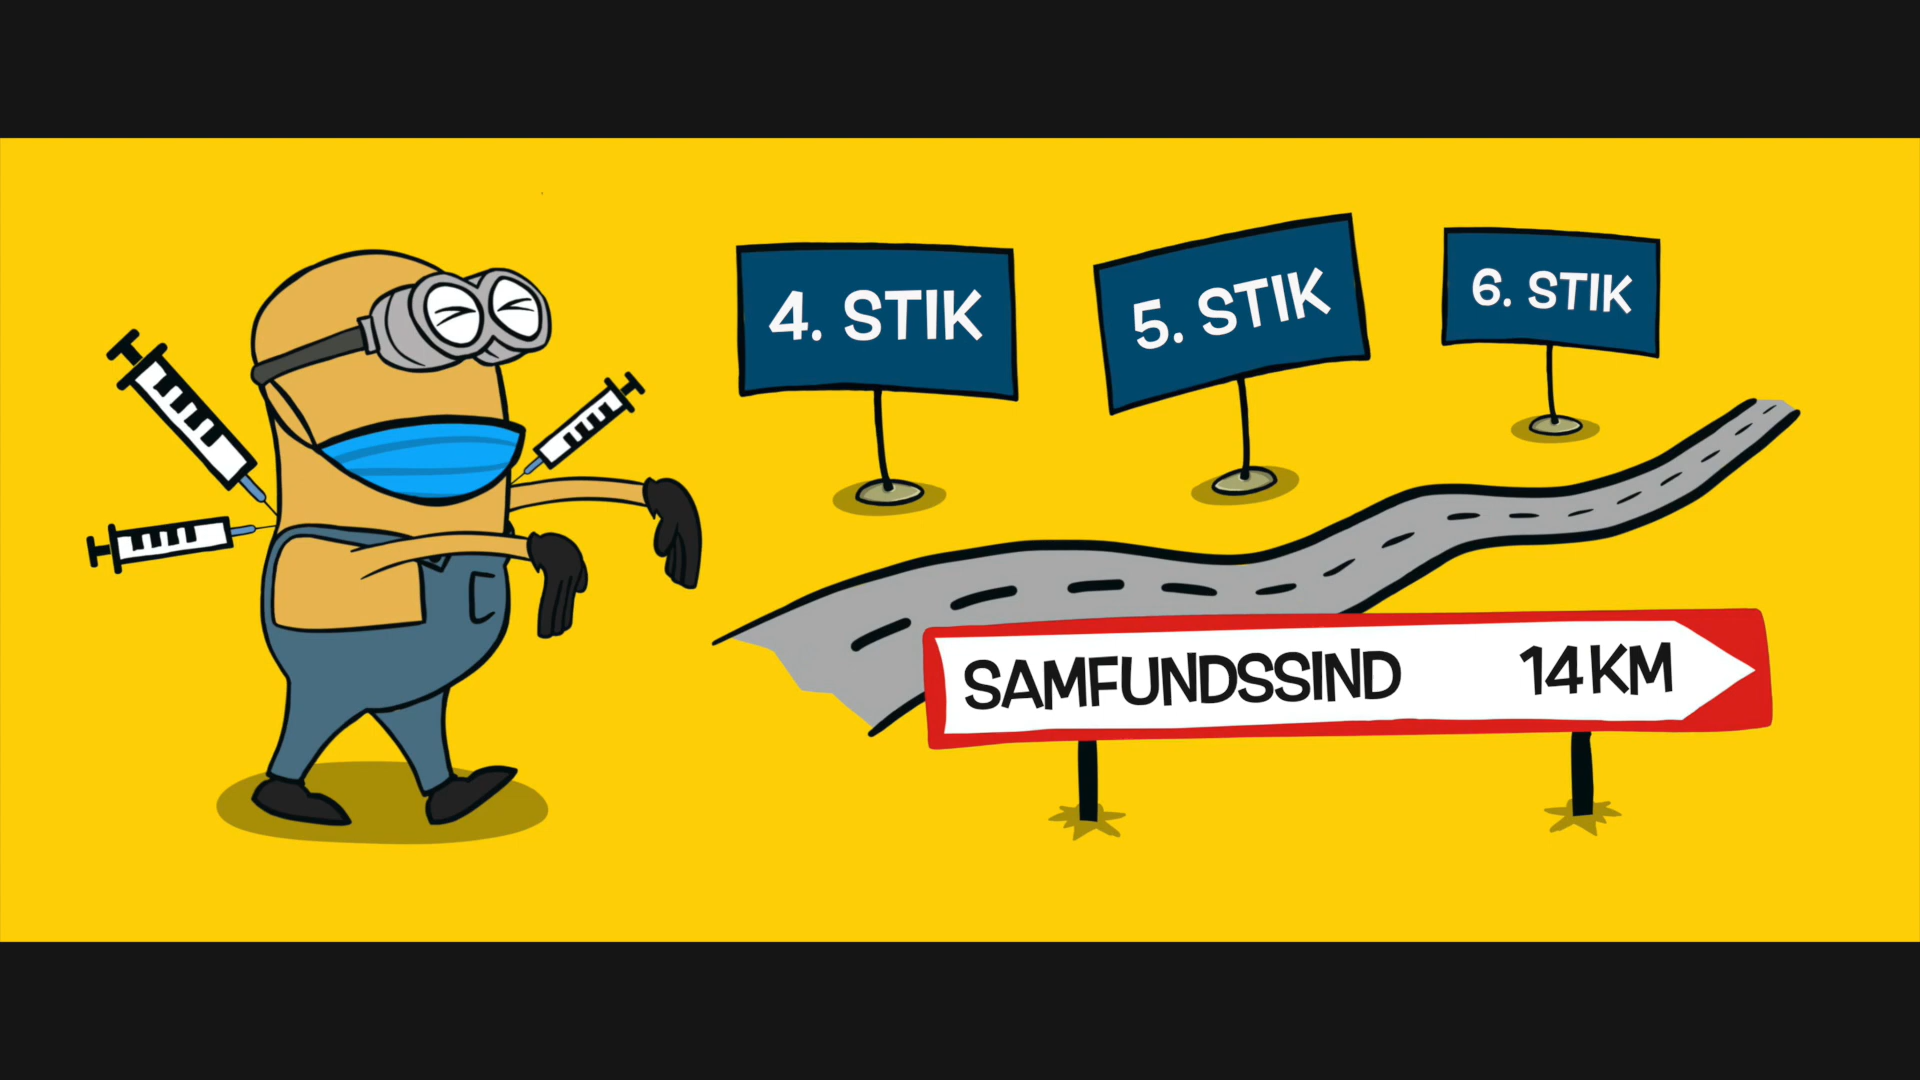 4. STIK
5. STIK
6. STIK
SAMFUNDSSIND 14 KM